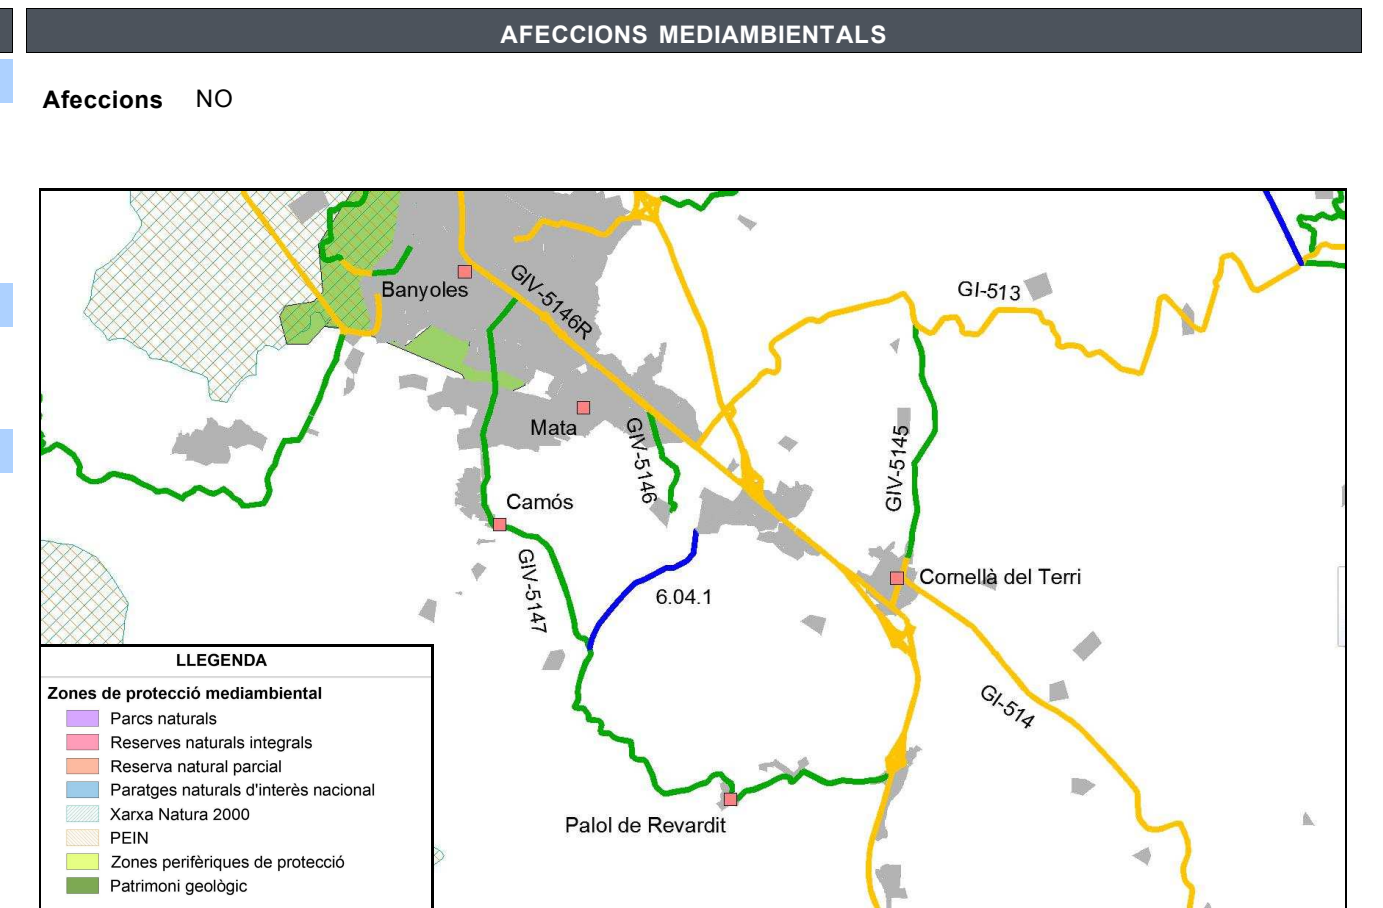 AFECCIONS MEDIAMBIENTALS
Afeccions NO
GI-513
GIV-5146R
Banyoles
Mata
GIV-5146
GIV-5145
Camós
GIV-5147
Cornellà del Terri
6.04.1
GI-514
Palol de Revardit
LLEGENDA
Zones de protecció mediambiental
Parcs naturals
Reserves naturals integrals
Reserva natural parcial
Paratges naturals d'interès nacional
Xarxa Natura 2000
PEIN
Zones perifèriques de protecció
Patrimoni geològic